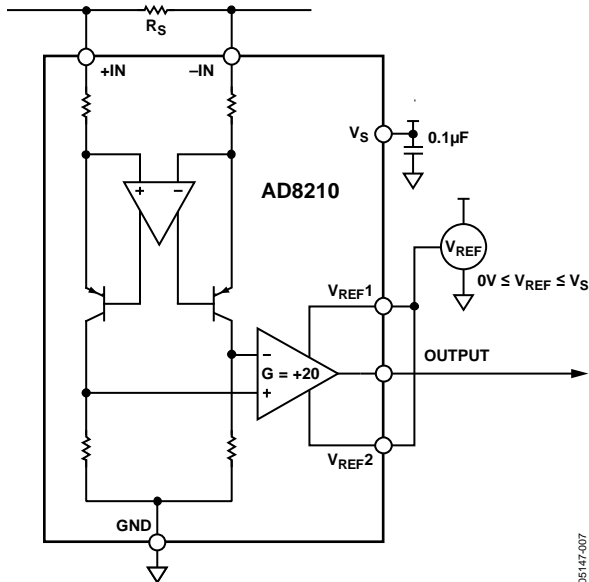 RS
+IN
–IN
VS
0.1µF
+
–
AD8210
VREF
0V ≤ VREF ≤ VS
VREF1
–
G = +20
+
OUTPUT
VREF2
GND
05147-007